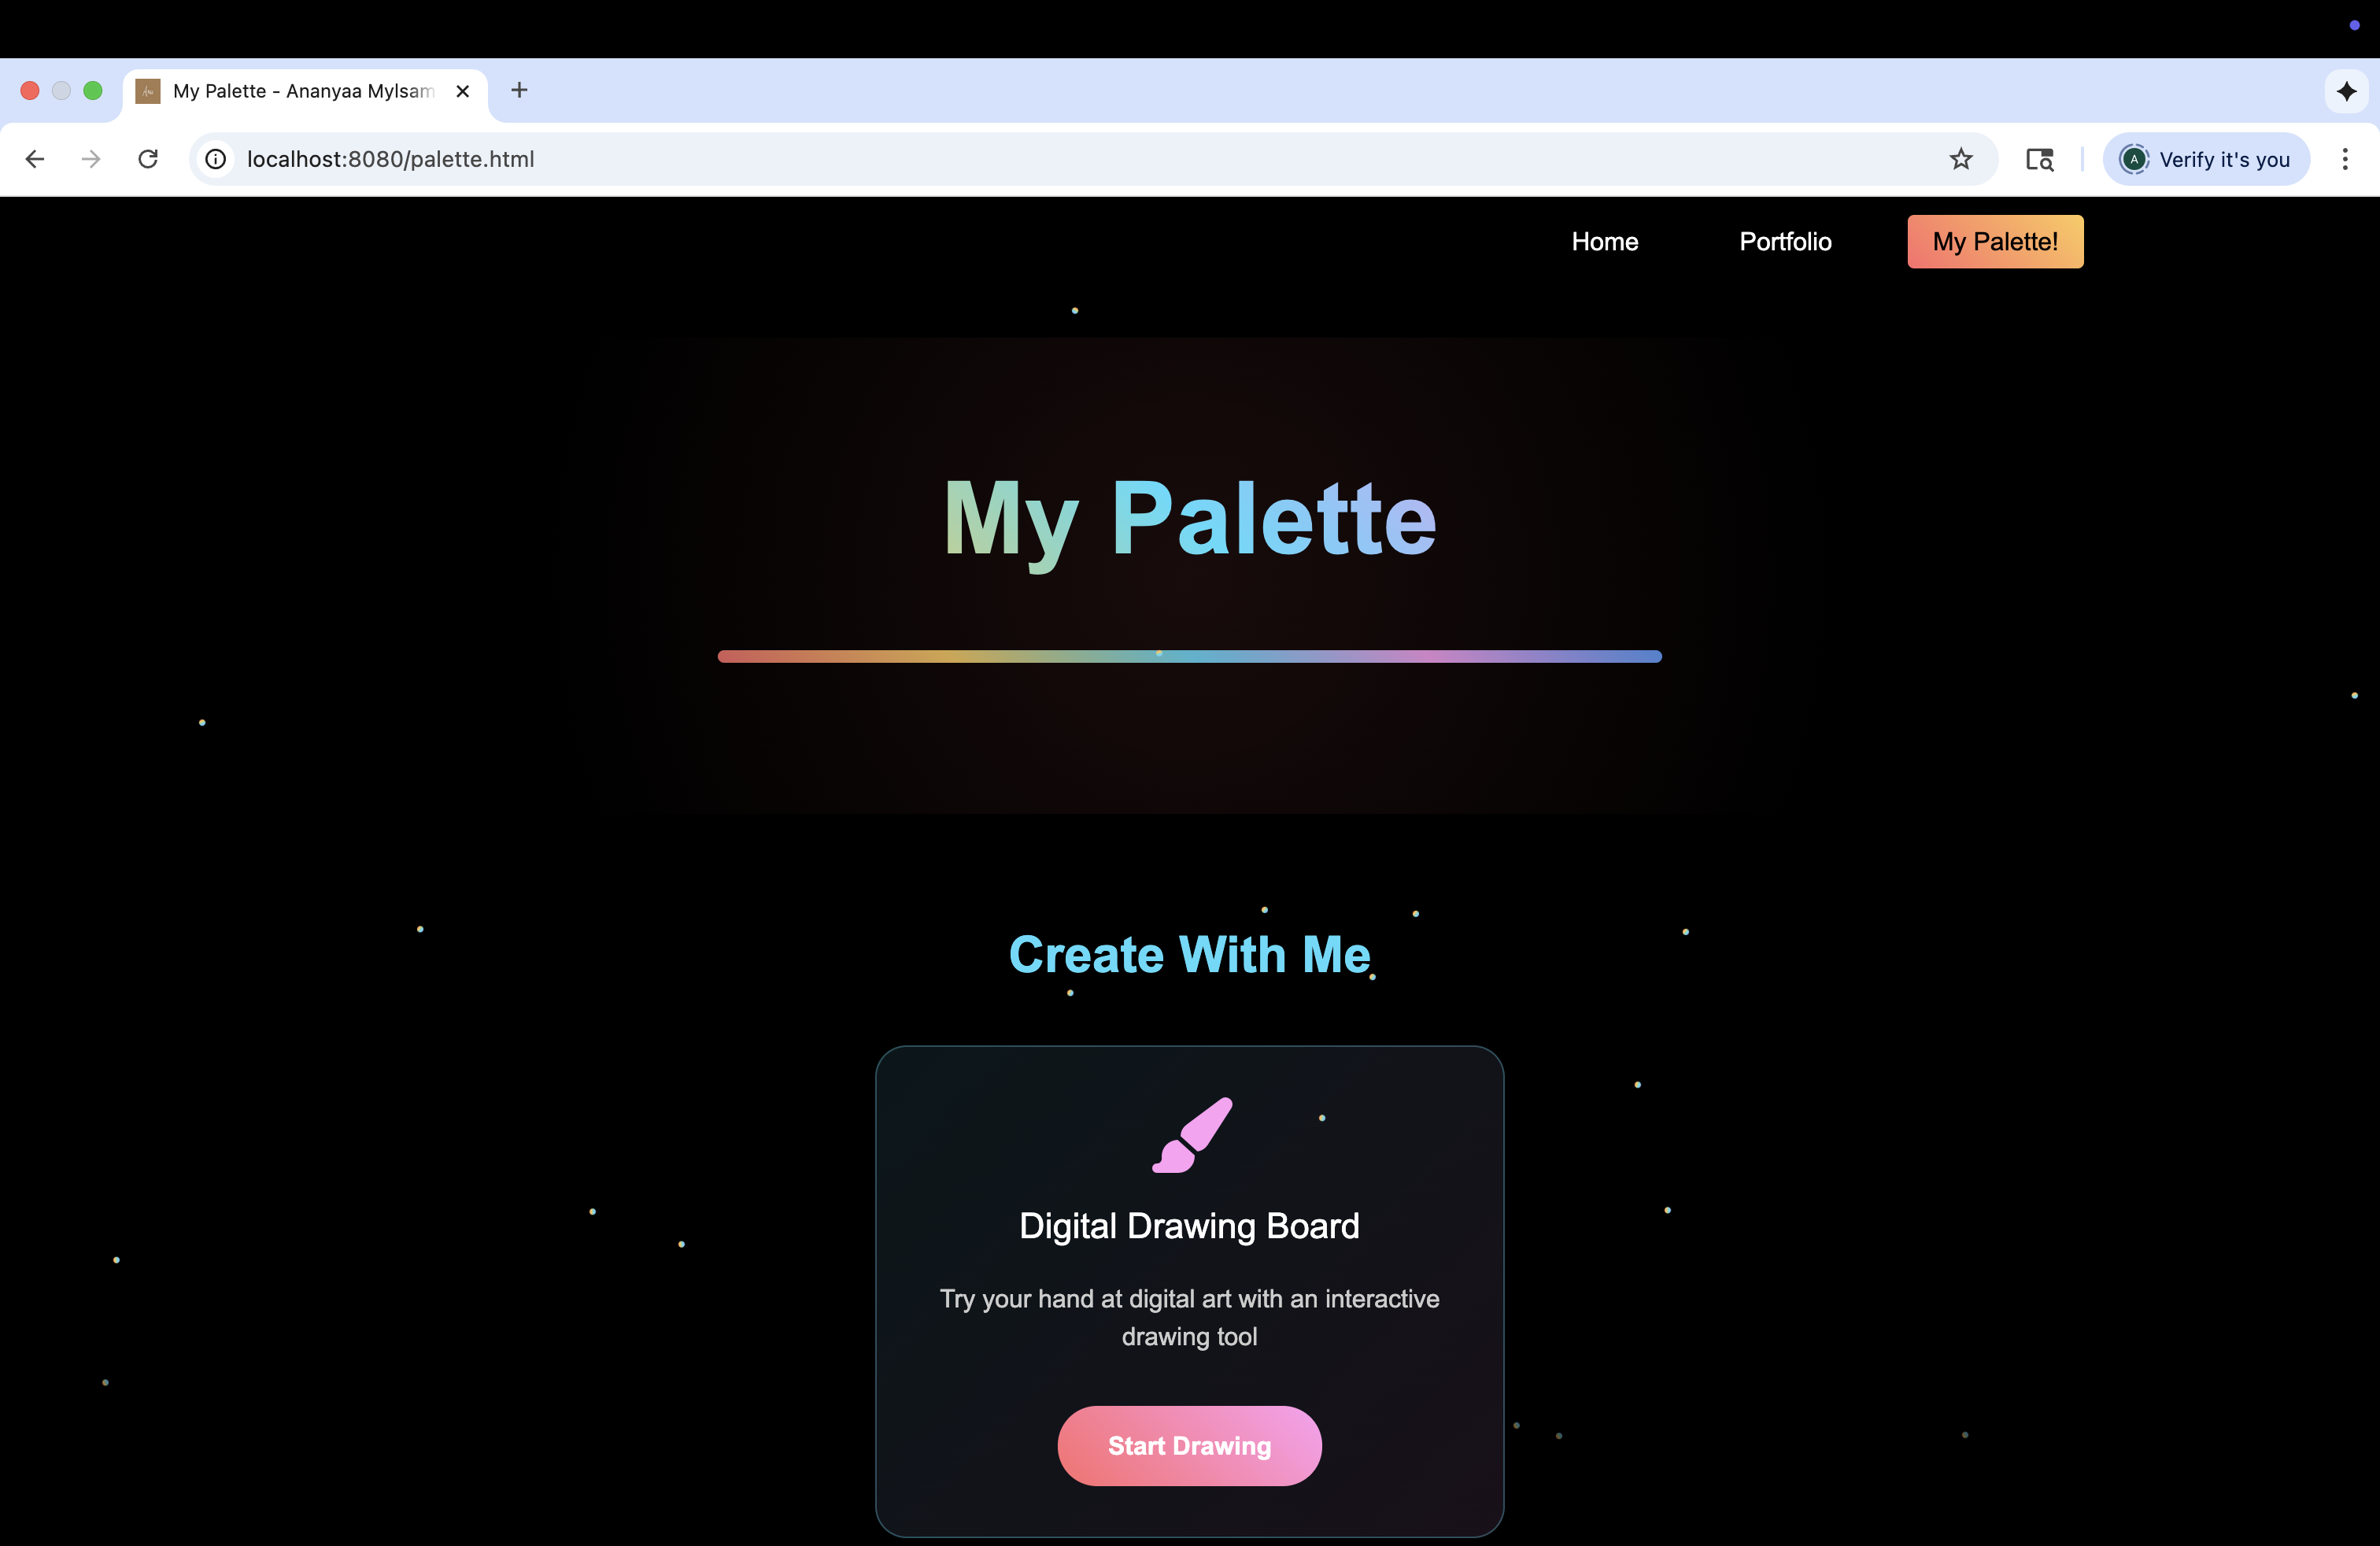 My Palette - Ananyaa Mylsam
localhost:8080/palette.html
A
Verify it's you
Home
Portfolio
My Palette!
My Palette
Create With Me
Digital Drawing Board
Try your hand at digital art with an interactive
drawing tool
Start Drawing